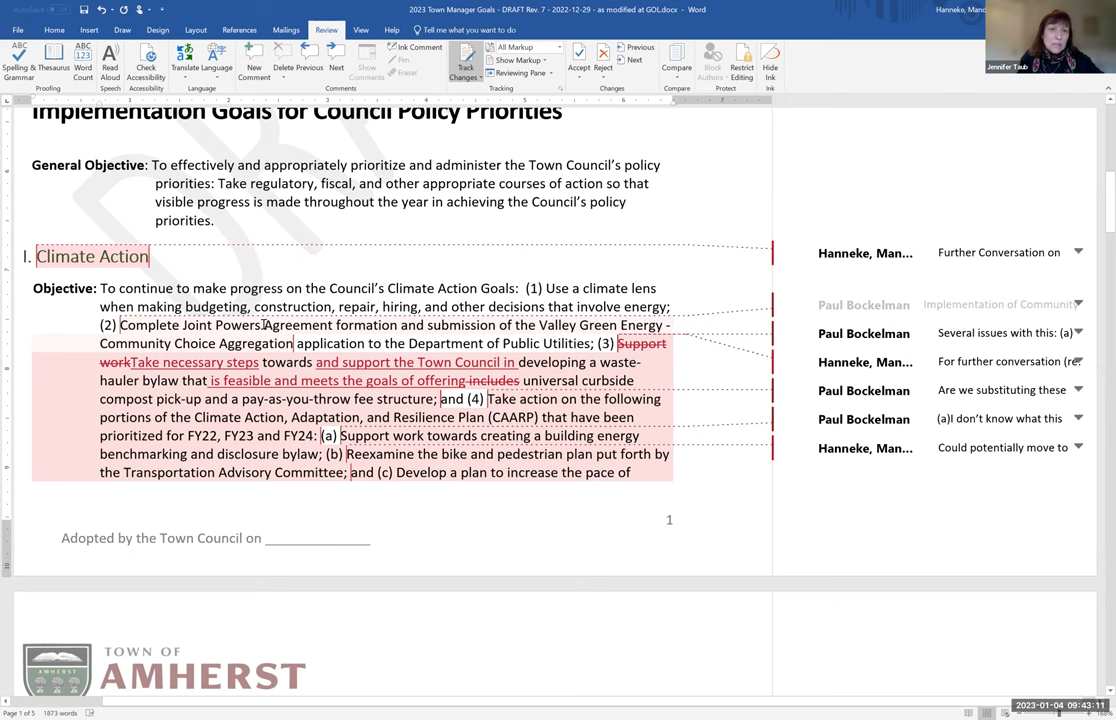 AutoSave
2023 Town Manager Goals - DRAFT Rev. 7 - 2022-12-29 - as modified at GOL.docx - Word
Hanneke, Mand
File Home Insert Draw Design Layout References Mailings Review View Help Tell me what you want to do
Spelling & Grammar Thesaurus Word Count Read Aloud Check Accessibility Translate Language New Comment Delete Previous Next Show Comments Ink Comment Pen Eraser Track Changes All Markup Show Markup Reviewing Pane Accept Reject Previous Next Compare Block Authors Restrict Editing Hide Ink
Proofing Speech Accessibility Language Comments Tracking Changes Compare Protect Ink
Jennifer Taub
DRA
Implementation Goals for Council Policy Priorities
General Objective: To effectively and appropriately prioritize and administer the Town Council's policy
priorities: Take regulatory, fiscal, and other appropriate courses of action so that
visible progress is made throughout the year in achieving the Council's policy
priorities.
I. Climate Action
Objective: To continue to make progress on the Council's Climate Action Goals: (1) Use a climate lens
when making budgeting, construction, repair, hiring, and other decisions that involve energy;
(2) Complete Joint Powers Agreement formation and submission of the Valley Green Energy -
Community Choice Aggregation application to the Department of Public Utilities; (3) Support
workTake necessary steps towards and support the Town Council in developing a waste-
hauler bylaw that is feasible and meets the goals of offering includes universal curbside
compost pick-up and a pay-as-you-throw fee structure; and (4) Take action on the following
portions of the Climate Action, Adaptation, and Resilience Plan (CAARP) that have been
prioritized for FY22, FY23 and FY24: (a) Support work towards creating a building energy
benchmarking and disclosure bylaw; (b) Reexamine the bike and pedestrian plan put forth by
the Transportation Advisory Committee; and (c) Develop a plan to increase the pace of
1
Adopted by the Town Council on ______________
Hanneke, Man... Further Conversation on
Paul Bockelman Implementation of Community
Paul Bockelman Several issues with this: (a)
Hanneke, Man... For further conversation (re:
Paul Bockelman Are we substituting these
Paul Bockelman (a)I don't know what this
Hanneke, Man... Could potentially move to
TOWN OF
AMHERST
Page 1 of 5 1873 words
2023-01-04 09:43:11